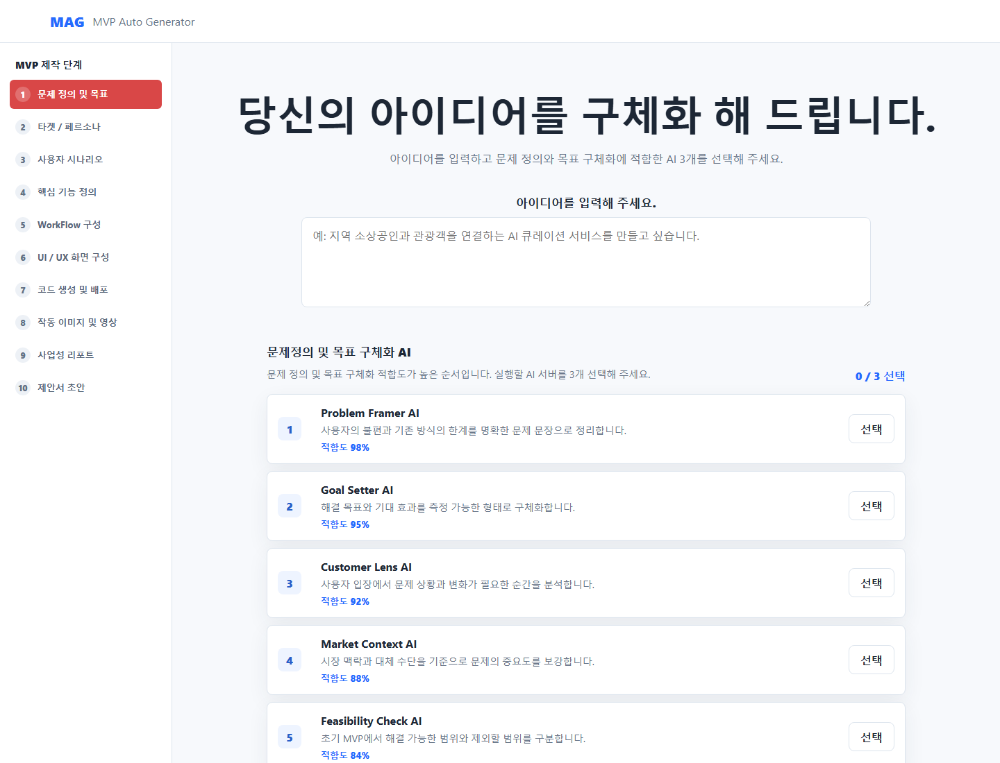 MAG MVP Auto Generator
MVP 제작 단계
1 문제 정의 및 목표
2 타겟 / 페르소나
3 사용자 시나리오
4 핵심 기능 정의
5 WorkFlow 구성
6 UI / UX 화면 구성
7 코드 생성 및 배포
8 작동 이미지 및 영상
9 사업성 리포트
10 제안서 초안
당신의 아이디어를 구체화 해 드립니다.
아이디어를 입력하고 문제 정의와 목표 구체화에 적합한 AI 3개를 선택해 주세요.
아이디어를 입력해 주세요.
예: 지역 소상공인과 관광객을 연결하는 AI 큐레이션 서비스를 만들고 싶습니다.
문제정의 및 목표 구체화 AI
문제 정의 및 목표 구체화 적합도가 높은 순서입니다. 실행할 AI 서버를 3개 선택해 주세요.
0 / 3 선택
1
Problem Framer AI
사용자의 불편과 기존 방식의 한계를 명확한 문제 문장으로 정리합니다.
적합도 98%
선택
2
Goal Setter AI
해결 목표와 기대 효과를 측정 가능한 형태로 구체화합니다.
적합도 95%
선택
3
Customer Lens AI
사용자 입장에서 문제 상황과 변화가 필요한 순간을 분석합니다.
적합도 92%
선택
4
Market Context AI
시장 맥락과 대체 수단을 기준으로 문제의 중요도를 보강합니다.
적합도 88%
선택
5
Feasibility Check AI
초기 MVP에서 해결 가능한 범위와 제외할 범위를 구분합니다.
적합도 84%
선택